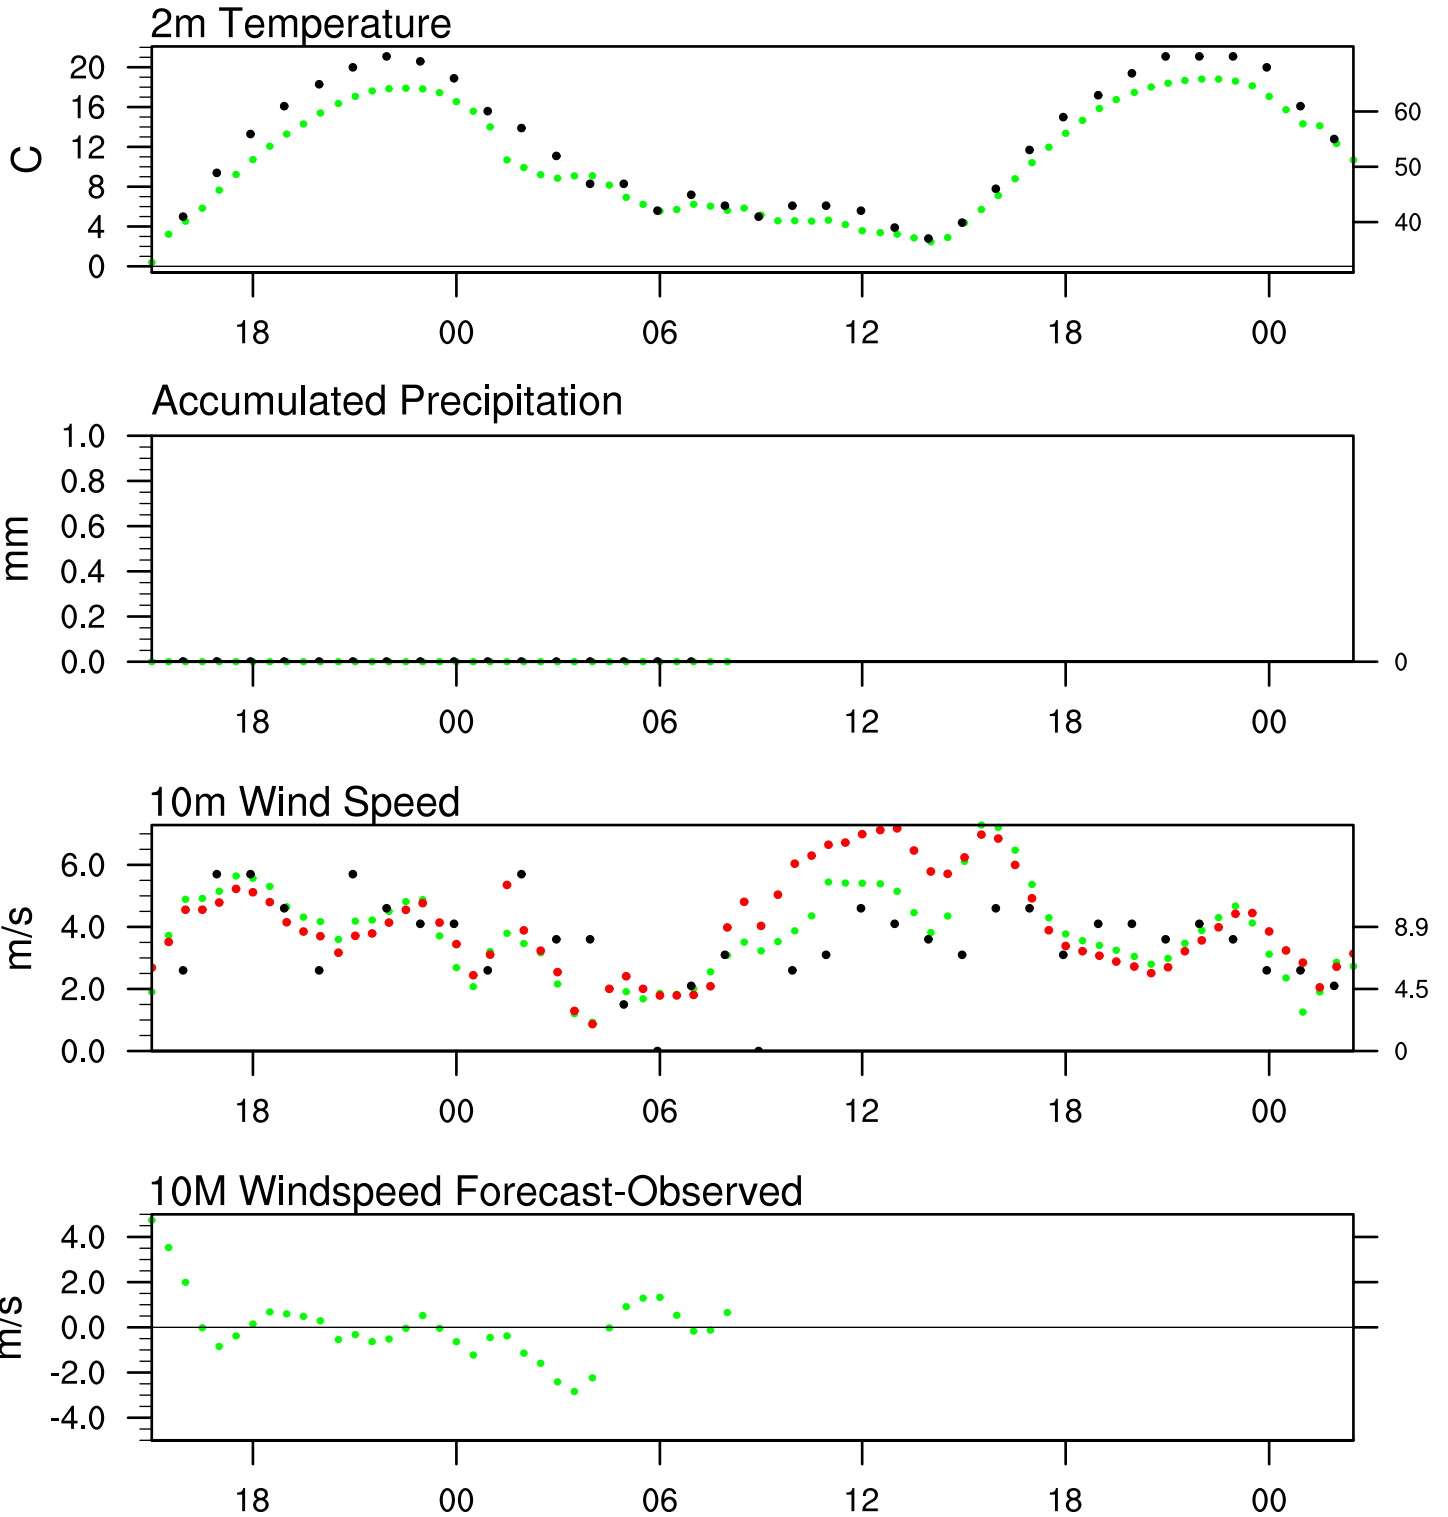 2m Temperature
20
16
12
8
4
0
C
60
50
40
18 00 06 12 18 00
Accumulated Precipitation
1.0
0.8
0.6
0.4
0.2
0.0
mm
0
18 00 06 12 18 00
10m Wind Speed
6.0
4.0
2.0
0.0
m/s
8.9
4.5
0
18 00 06 12 18 00
10M Windspeed Forecast-Observed
4.0
2.0
0.0
-2.0
-4.0
m/s
18 00 06 12 18 00